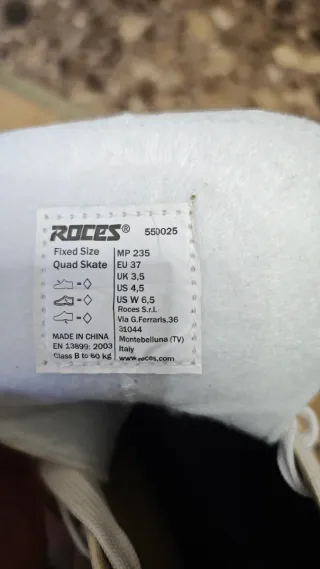 ROCES® 550025
Fixed Size
Quad Skate
= ◊
= ◊
= ◊
MADE IN CHINA
EN 13899: 2003
Class B to 60 kg
MP 235
EU 37
UK 3,5
US 4,5
US W 6,5
Roces S.r.l.
Via G.Ferraris,36
31044
Montebelluna (TV)
Italy
www.roces.com